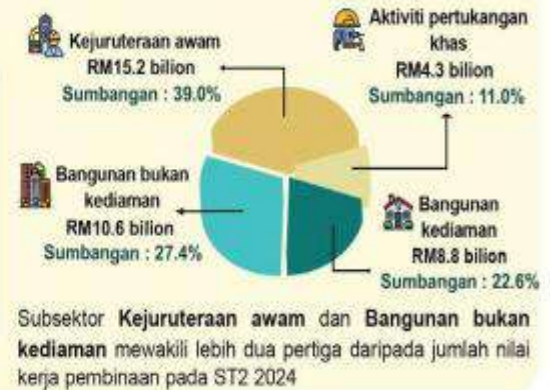 Kejuruteraan awam
RM15.2 bilion
Sumbangan : 39.0%
Aktiviti pertukangan
khas
RM4.3 bilion
Sumbangan : 11.0%
Bangunan bukan
kediaman
RM10.6 bilion
Sumbangan : 27.4%
Bangunan
kediaman
RM8.8 bilion
Sumbangan : 22.6%
Subsektor Kejuruteraan awam dan Bangunan bukan
kediaman mewakili lebih dua pertiga daripada jumlah nilai
kerja pembinaan pada ST2 2024